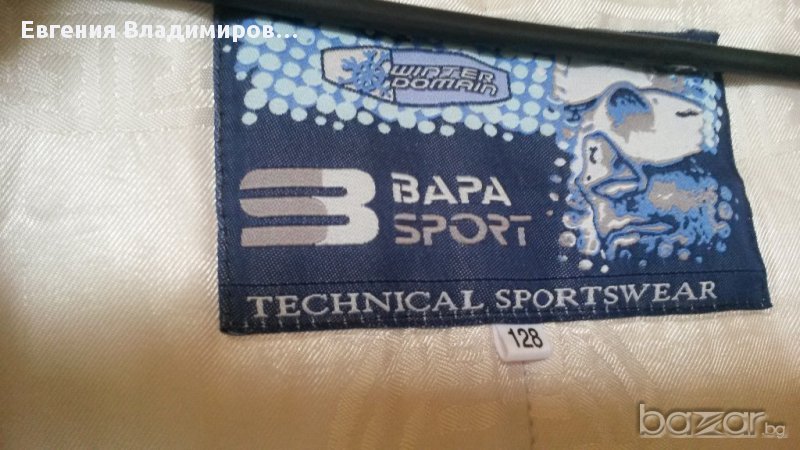 Евгения Владимиров...
WINTER
DOMAIN
BAPA
SPORT
TECHNICAL SPORTSWEAR
128
bazar.bg